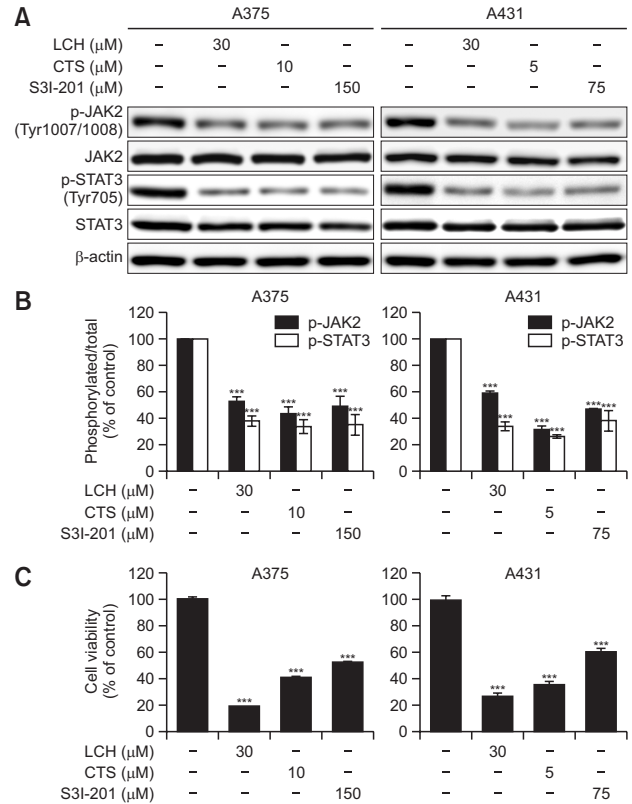 A
A375 A431
LCH (μM) – 30 – – – 30 – –
CTS (μM) – – 10 – – – 5 –
S3I-201 (μM) – – – 150 – – – 75
p-JAK2
(Tyr1007/1008)
JAK2
p-STAT3
(Tyr705)
STAT3
β-actin
B
A375
Phosphorylated/total
(% of control)
120
100
80
60
40
20
0
p-JAK2
p-STAT3
*** *** *** *** *** ***
A431
120
100
80
60
40
20
0
p-JAK2
p-STAT3
*** *** *** *** *** ***
LCH (μM) – 30 – – – 30 – –
CTS (μM) – – 10 – – – 5 –
S3I-201 (μM) – – – 150 – – – 75
C
A375
Cell viability
(% of control)
120
100
80
60
40
20
0
*** *** ***
A431
120
100
80
60
40
20
0
*** *** ***
LCH (μM) – 30 – – – 30 – –
CTS (μM) – – 10 – – – 5 –
S3I-201 (μM) – – – 150 – – – 75